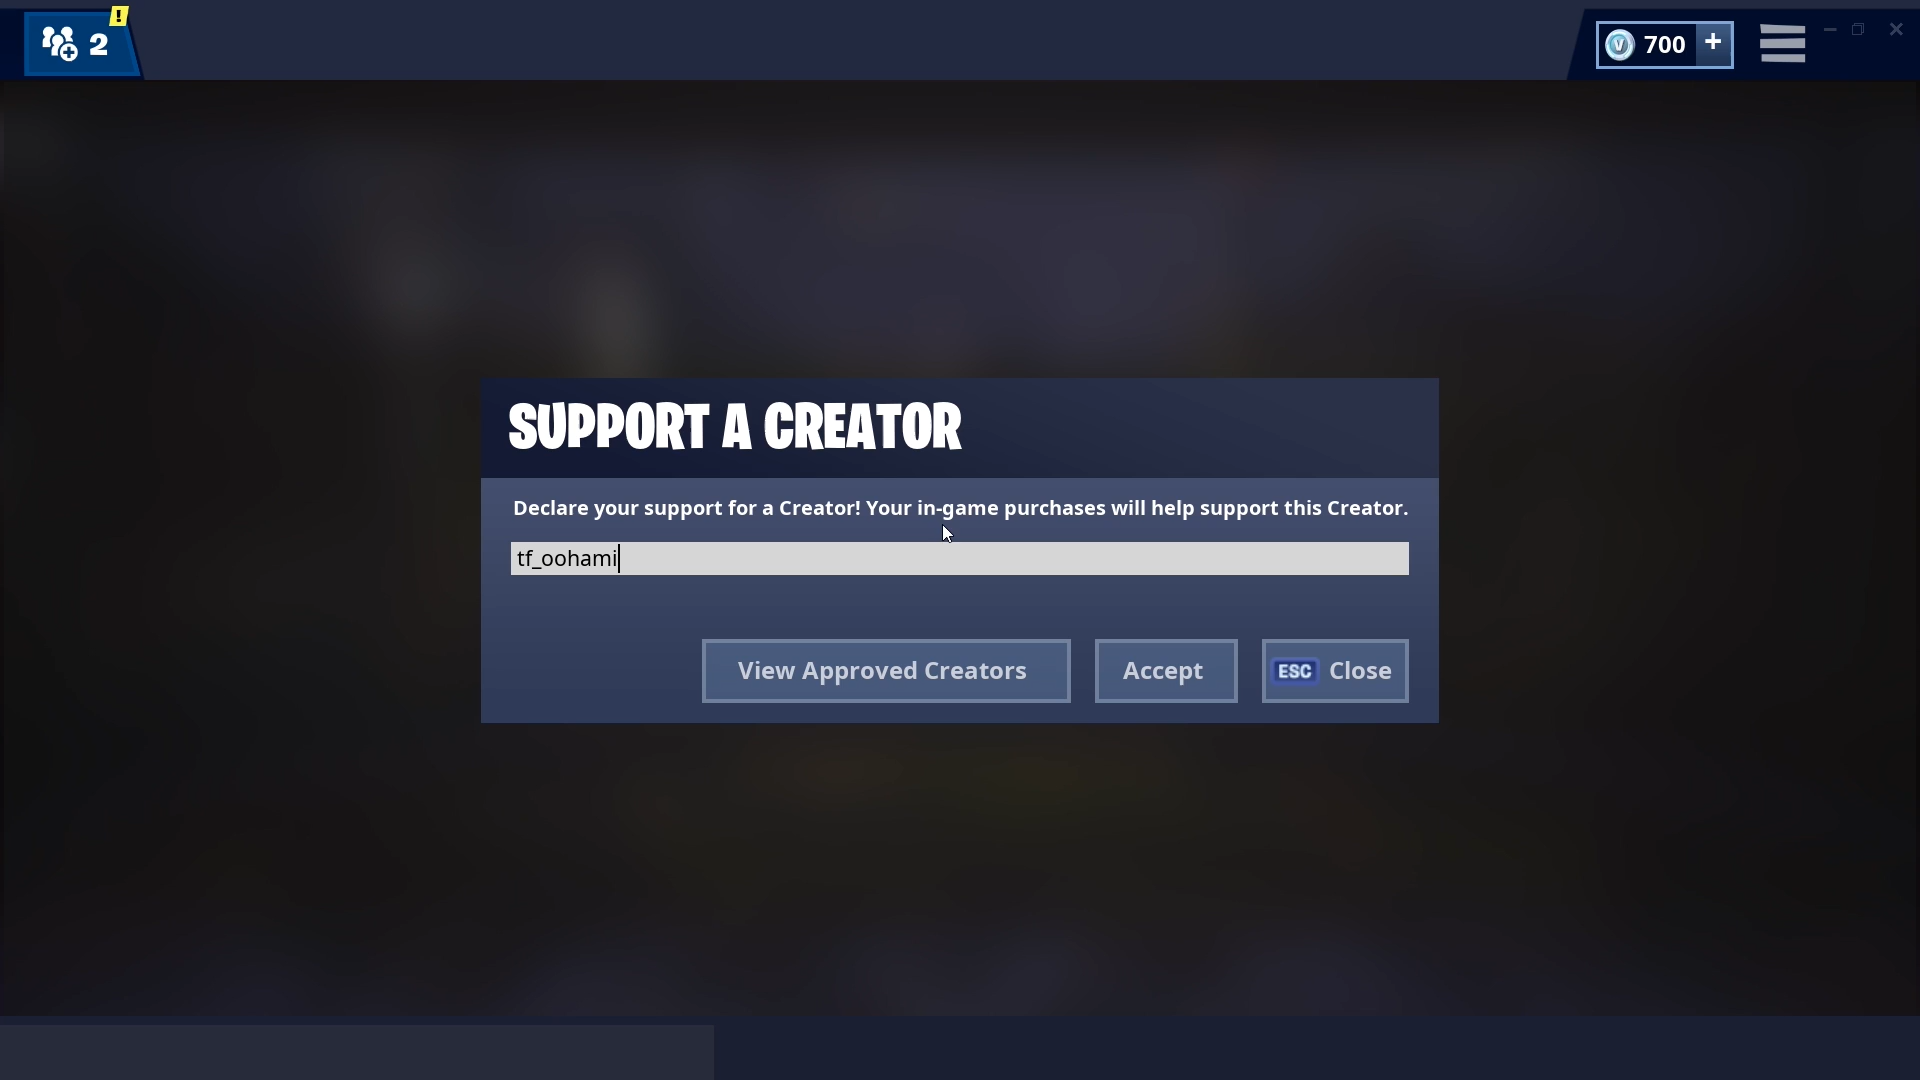 !
2
700 +
SUPPORT A CREATOR
Declare your support for a Creator! Your in-game purchases will help support this Creator.
tf_oohami
View Approved Creators
Accept
ESC Close